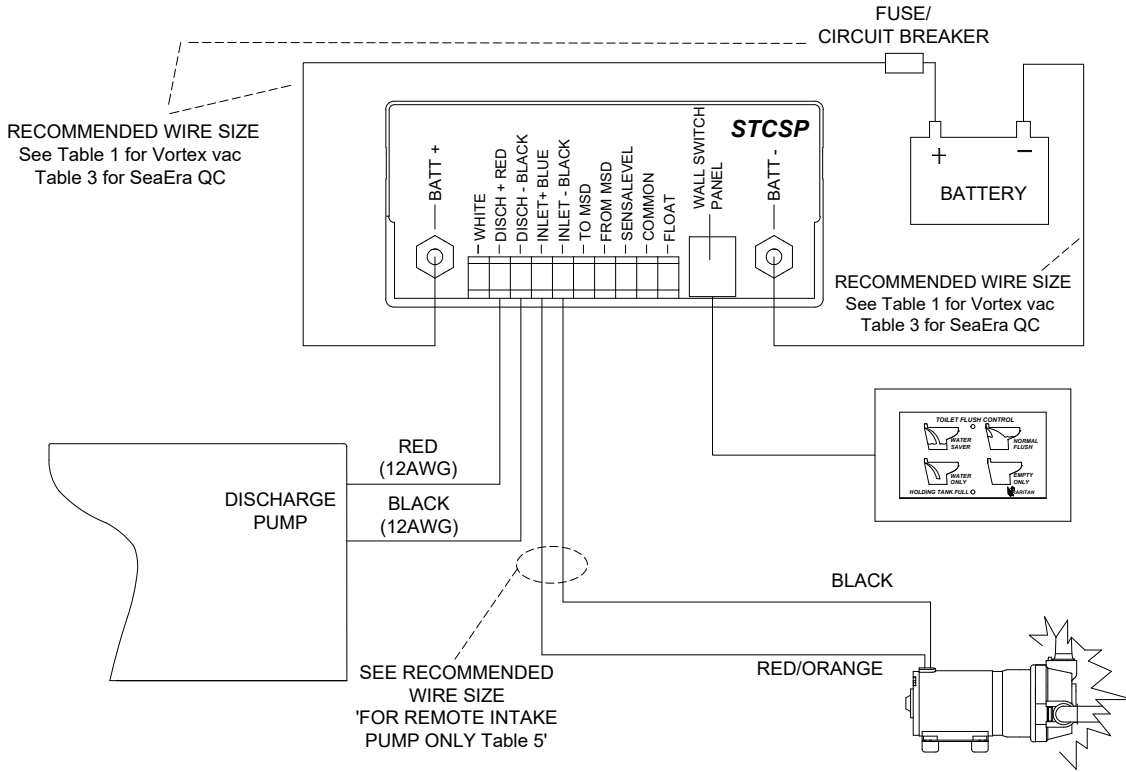 FUSE/
CIRCUIT BREAKER
RECOMMENDED WIRE SIZE
See Table 1 for Vortex vac
Table 3 for SeaEra QC
STCSP
BATT +
WHITE
DISCH + RED
DISCH - BLACK
INLET+ BLUE
INLET - BLACK
TO MSD
FROM MSD
SENSALEVEL
COMMON
FLOAT
WALL SWITCH
PANEL
BATT -
+ −
BATTERY
RECOMMENDED WIRE SIZE
See Table 1 for Vortex vac
Table 3 for SeaEra QC
TOILET FLUSH CONTROL
WATER
SAVER
NORMAL
FLUSH
WATER
ONLY
EMPTY
ONLY
HOLDING TANK FULL
RARITAN
RED
(12AWG)
DISCHARGE
PUMP
BLACK
(12AWG)
BLACK
RED/ORANGE
SEE RECOMMENDED
WIRE SIZE
'FOR REMOTE INTAKE
PUMP ONLY Table 5'